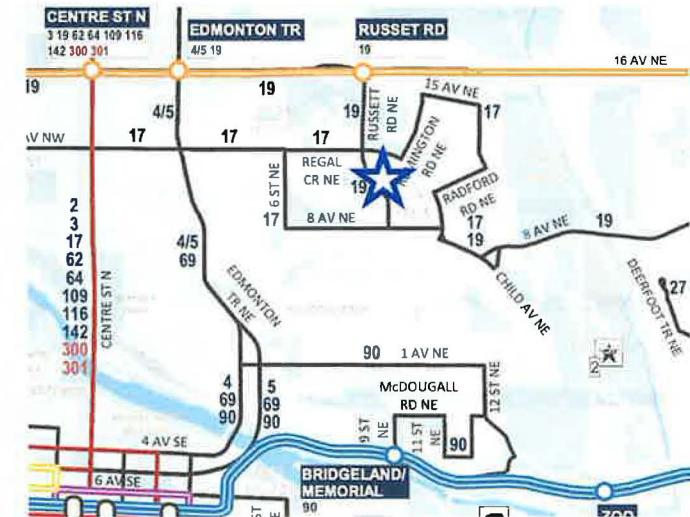 CENTRE ST N
3 19 62 64 109 116
142 300 301
EDMONTON TR
4/5 19
RUSSET RD
19
16 AV NE
19
19
4/5
19
RUSSETT
RD NE
15 AV NE
17
AV NW
17
17
17
REGAL
CR NE
RD NE
6 ST NE
19
RADFORD
RD NE
17
8 AV NE
17
19
8 AV NE
19
2
3
17
62
64
109
116
142
300
301
CENTRE ST N
4/5
69
EDMONTON
TR NE
CHILD AV NE
DEERFOOT TR NE
27
2
90
1 AV NE
12 ST NE
4
69
90
5
69
90
McDOUGALL
RD NE
9 ST
NE
11 ST
NE
90
4 AV SE
6 AV SE
BRIDGELAND/
MEMORIAL
90
ST
ZOO